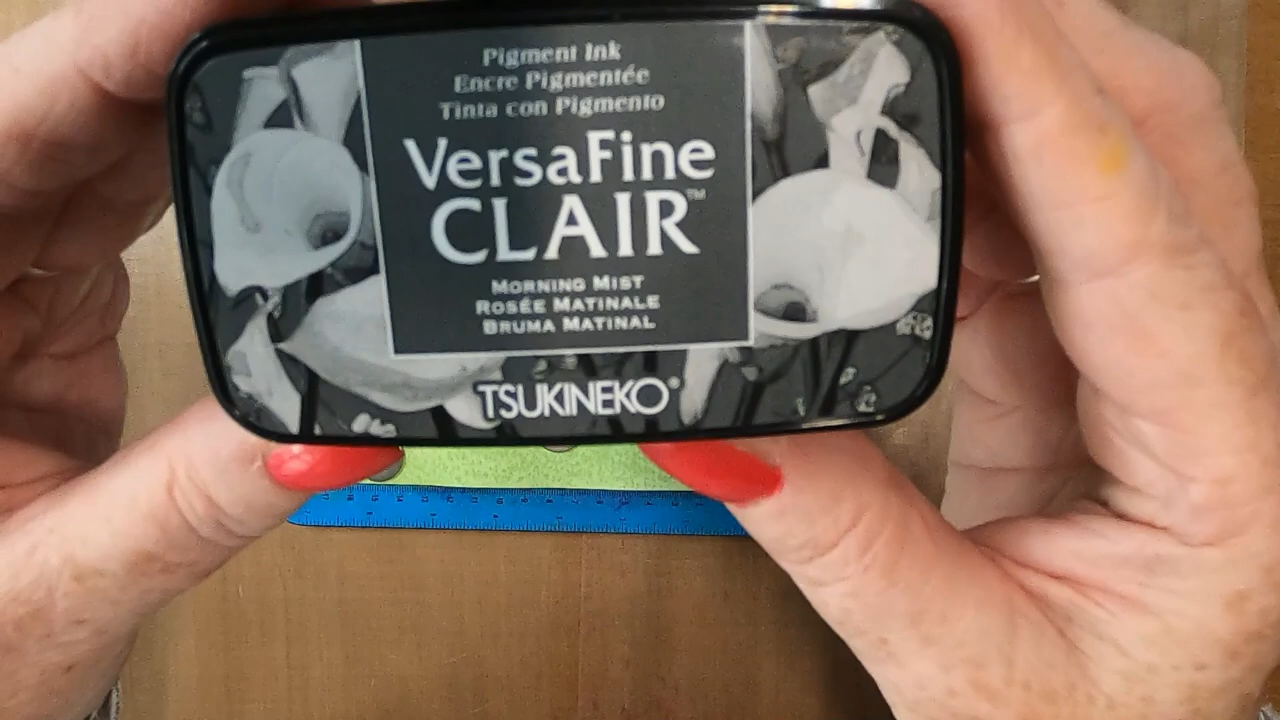 Pigment Ink
Encre Pigmentée
Tinta con Pigmento
VersaFine
CLAIR™
MORNING MIST
ROSÉE MATINALE
BRUMA MATINAL
TSUKINEKO®